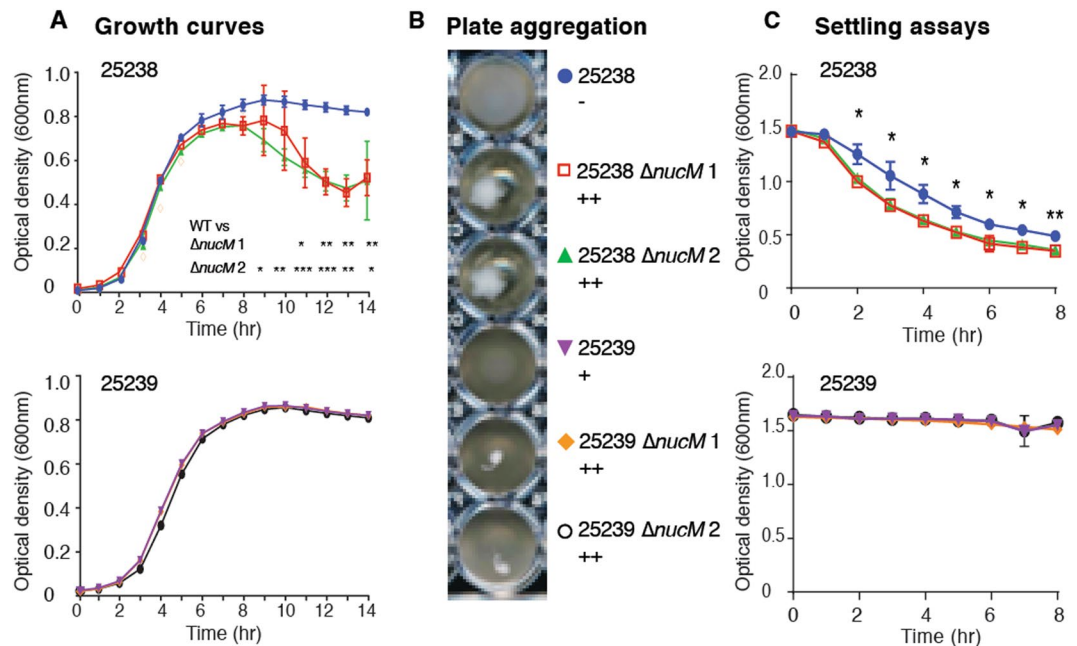 A Growth curves
25238
Optical density (600nm)
1.0
0.8
0.6
0.4
0.2
0
WT vs
ΔnucM 1 * ** ** **
ΔnucM 2 * ** *** *** ** *
0 2 4 6 8 10 12 14
Time (hr)
25239
Optical density (600nm)
1.0
0.8
0.6
0.4
0.2
0
0 2 4 6 8 10 12 14
Time (hr)
B Plate aggregation
25238
-
25238 ΔnucM 1
++
25238 ΔnucM 2
++
25239
+
25239 ΔnucM 1
++
25239 ΔnucM 2
++
C Settling assays
25238
Optical density (600nm)
2.0
1.5
1.0
0.5
0
* * * * * * **
0 2 4 6 8
Time (hr)
25239
Optical density (600nm)
2.0
1.5
1.0
0.5
0
0 2 4 6 8
Time (hr)